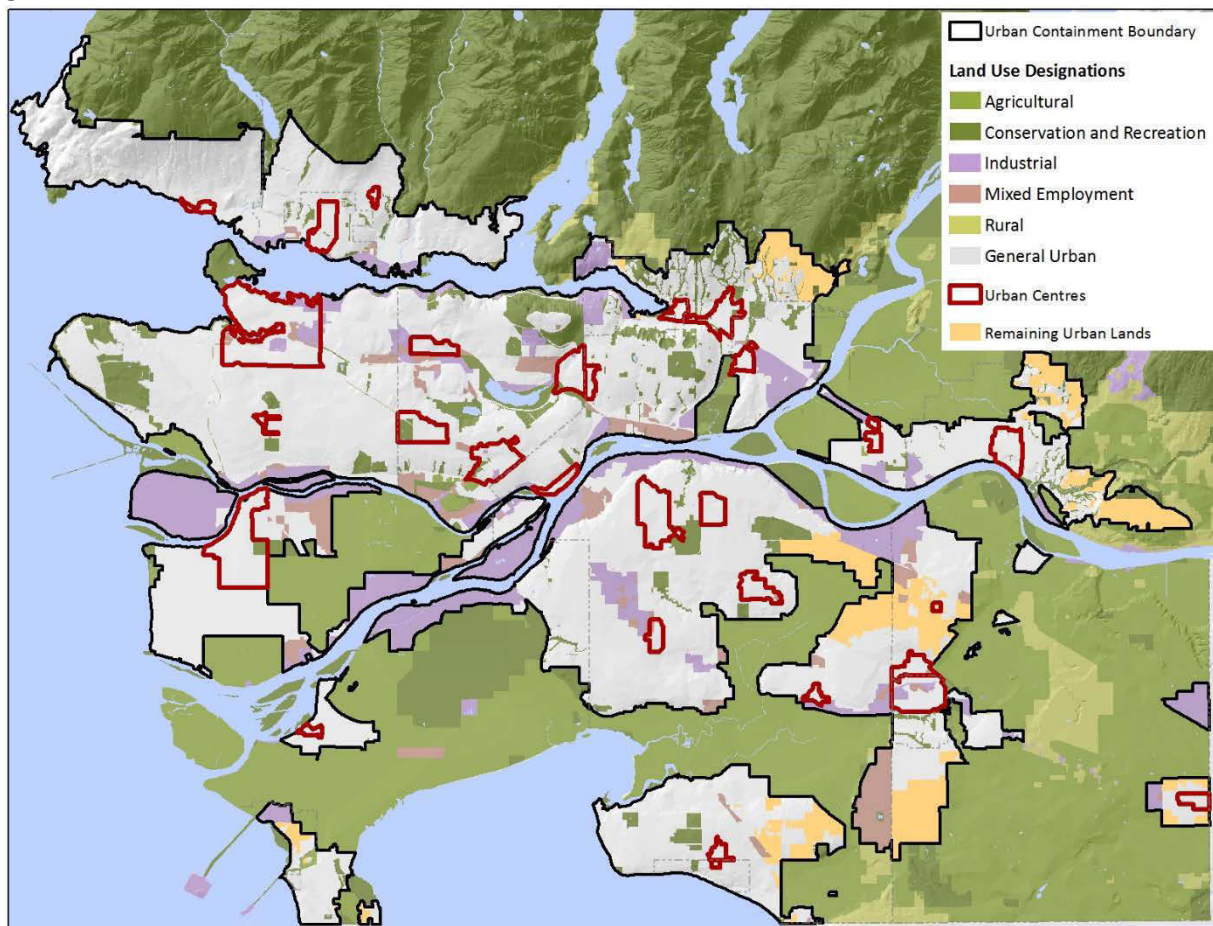 Urban Containment Boundary
Land Use Designations
Agricultural
Conservation and Recreation
Industrial
Mixed Employment
Rural
General Urban
Urban Centres
Remaining Urban Lands